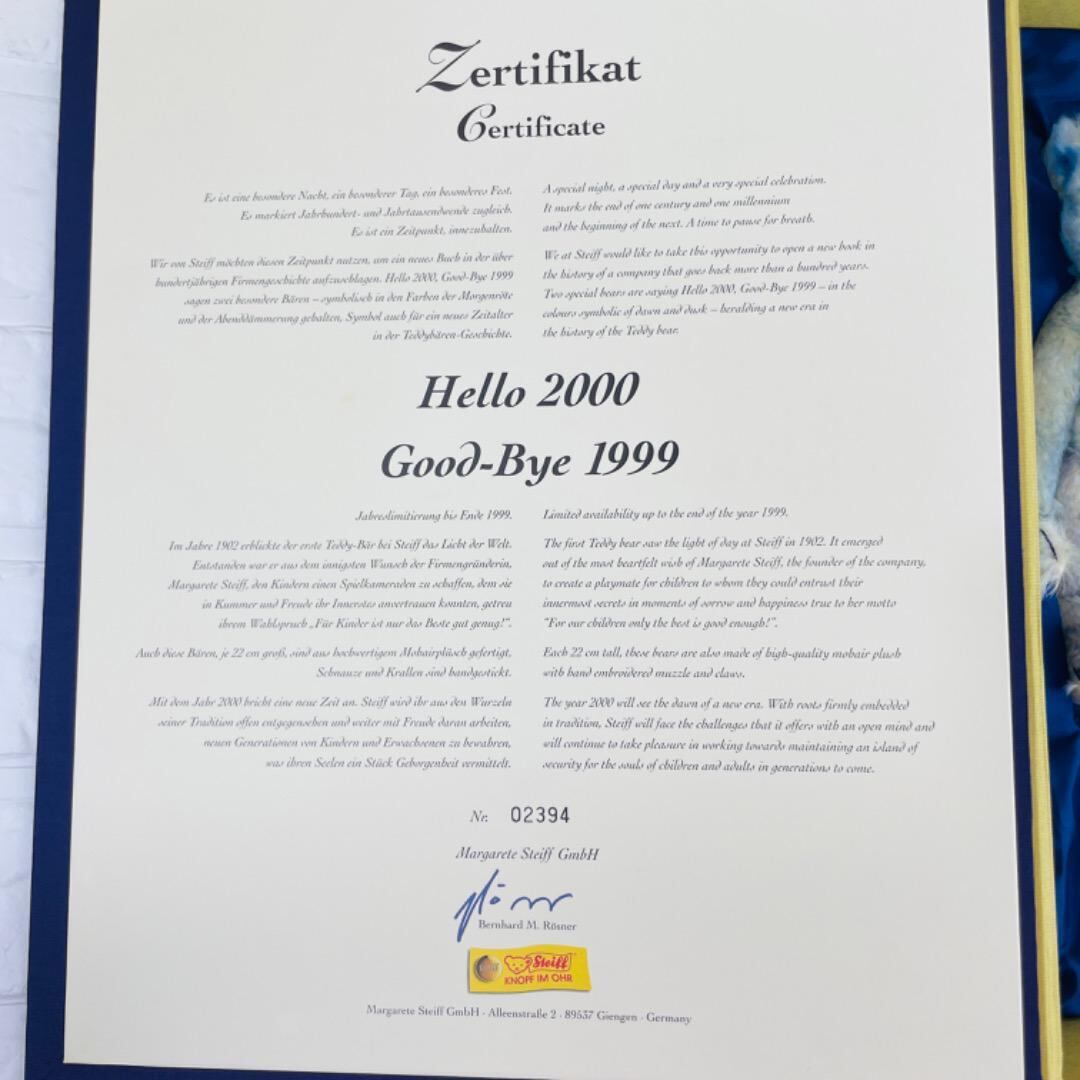 Zertifikat
Certificate
Es ist eine besondere Nacht, ein besonderer Tag, ein besonderes Fest.
Es markiert Jahrhundert- und Jahrtausendwende zugleich.
Es ist ein Zeitpunkt, innezuhalten.
Wir von Steiff möchten diesen Zeitpunkt nutzen, um ein neues Buch in der über
hundertjährigen Firmengeschichte aufzuschlagen. Hello 2000, Good-Bye 1999
sagen zwei besondere Bären – symbolisch in den Farben der Morgenröte
und der Abenddämmerung gehalten, Symbol auch für ein neues Zeitalter
in der Teddybären-Geschichte.
A special night, a special day and a very special celebration.
It marks the end of one century and one millennium
and the beginning of the next. A time to pause for breath.
We at Steiff would like to take this opportunity to open a new book in
the history of a company that goes back more than a hundred years.
Two special bears are saying Hello 2000, Good-Bye 1999 – in the
colours symbolic of dawn and dusk – heralding a new era in
the history of the Teddy bear.
Hello 2000
Good-Bye 1999
Jahreslimitierung bis Ende 1999.
Im Jahre 1902 erblickte der erste Teddy-Bär bei Steiff das Licht der Welt.
Entstanden war er aus dem innigsten Wunsch der Firmengründerin,
Margarete Steiff, den Kindern einen Spielkameraden zu schaffen, dem sie
in Kummer und Freude ihr Innerstes anvertrauen konnten, getreu
ihrem Wahlspruch „Für Kinder ist nur das Beste gut genug!".
Auch diese Bären, je 22 cm groß, sind aus hochwertigem Mohairplüsch gefertigt,
Schnauze und Krallen sind handgestickt.
Mit dem Jahr 2000 bricht eine neue Zeit an. Steiff wird ihr aus den Wurzeln
seiner Tradition offen entgegensehen und weiter mit Freude daran arbeiten,
neuen Generationen von Kindern und Erwachsenen zu bewahren,
was ihren Seelen ein Stück Geborgenheit vermittelt.
Limited availability up to the end of the year 1999.
The first Teddy bear saw the light of day at Steiff in 1902. It emerged
out of the most heartfelt wish of Margarete Steiff, the founder of the company,
to create a playmate for children to whom they could entrust their
innermost secrets in moments of sorrow and happiness true to her motto
"For our children only the best is good enough!".
Each 22 cm tall, these bears are also made of high-quality mohair plush
with hand embroidered muzzle and claws.
The year 2000 will see the dawn of a new era. With roots firmly embedded
in tradition, Steiff will face the challenges that it offers with an open mind and
will continue to take pleasure in working towards maintaining an island of
security for the souls of children and adults in generations to come.
Nr. 02394
Margarete Steiff GmbH
Bernhard M. Rösner
Steiff
KNOPF IM OHR
Margarete Steiff GmbH · Alleenstraße 2 · 89537 Giengen · Germany